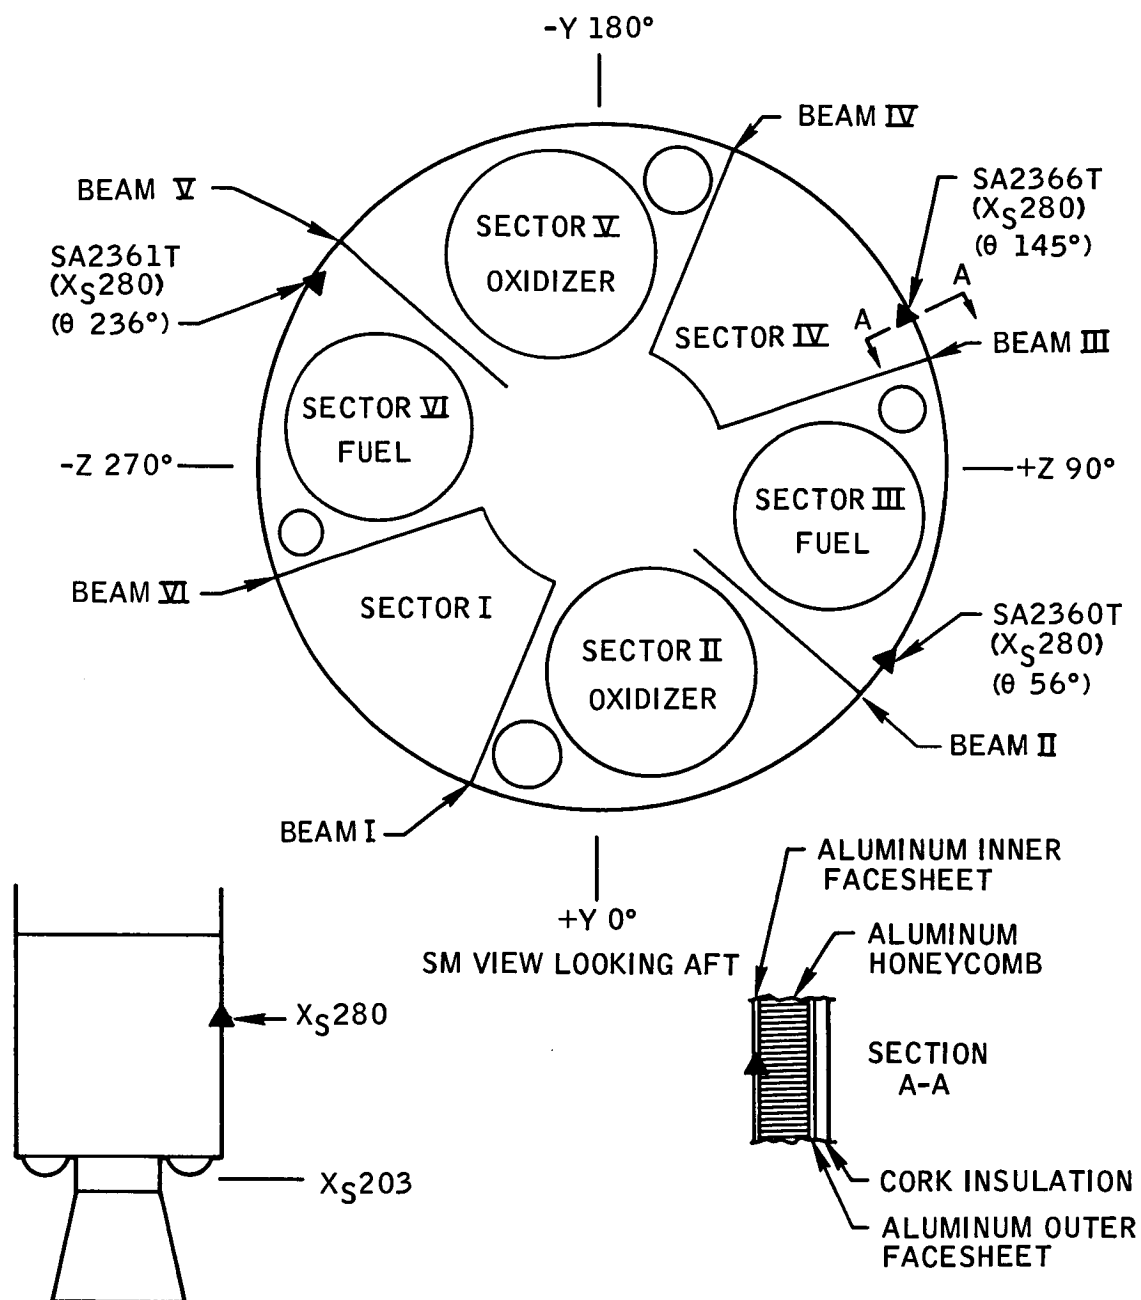 -Y 180°
BEAM IV
BEAM V
SA2366T
(XS280)
(θ 145°)
SA2361T
(XS280)
(θ 236°)
SECTOR V
OXIDIZER
A
A
SECTOR IV
BEAM III
SECTOR VI
FUEL
-Z 270°
+Z 90°
SECTOR III
FUEL
BEAM VI
SECTOR I
SA2360T
(XS280)
(θ 56°)
SECTOR II
OXIDIZER
BEAM II
BEAM I
+Y 0°
SM VIEW LOOKING AFT
ALUMINUM INNER
FACESHEET
ALUMINUM
HONEYCOMB
XS280
SECTION
A-A
XS203
CORK INSULATION
ALUMINUM OUTER
FACESHEET